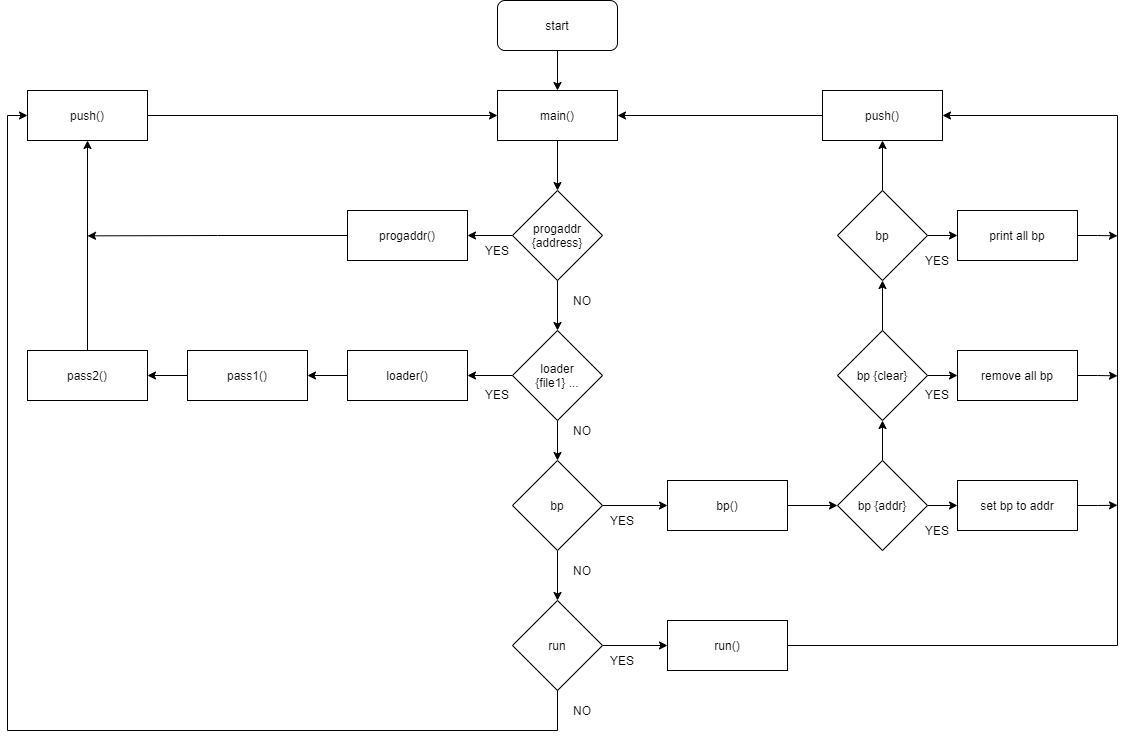 start
push()
main()
push()
progaddr()
YES
progaddr
{address}
bp
YES
print all bp
NO
pass2()
pass1()
loader()
YES
loader
{file1} ...
bp {clear}
YES
remove all bp
NO
bp
YES
bp()
bp {addr}
YES
set bp to addr
NO
run
YES
run()
NO